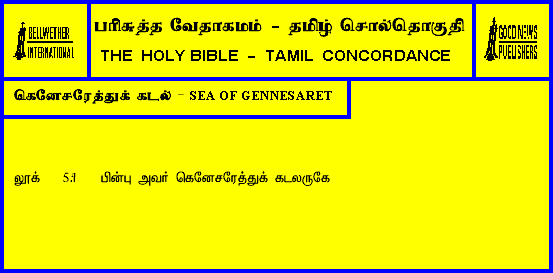 BELLWETHER
INTERNATIONAL
பரிசுத்த வேதாகமம் - தமிழ் சொல்தொகுதி
THE HOLY BIBLE - TAMIL CONCORDANCE
GOOD NEWS
PUBLISHERS
கெனேசரேத்துக் கடல் - SEA OF GENNESARET
லூக் 5:1 பின்பு அவர் கெனேசரேத்துக் கடலருகே